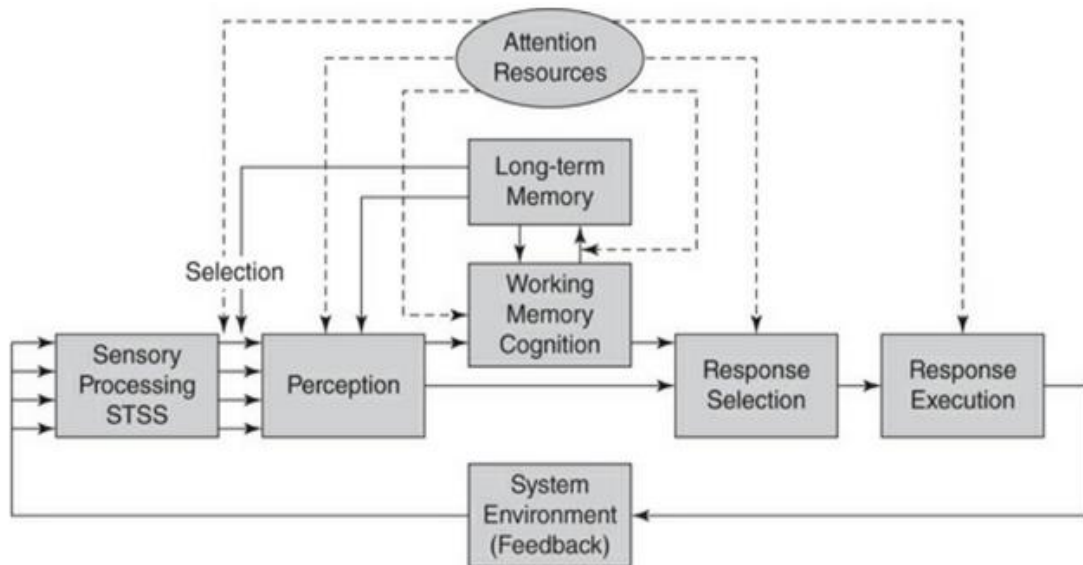 Attention
Resources
Long-term
Memory
Selection
Working
Memory
Cognition
Sensory
Processing
STSS
Perception
Response
Selection
Response
Execution
System
Environment
(Feedback)